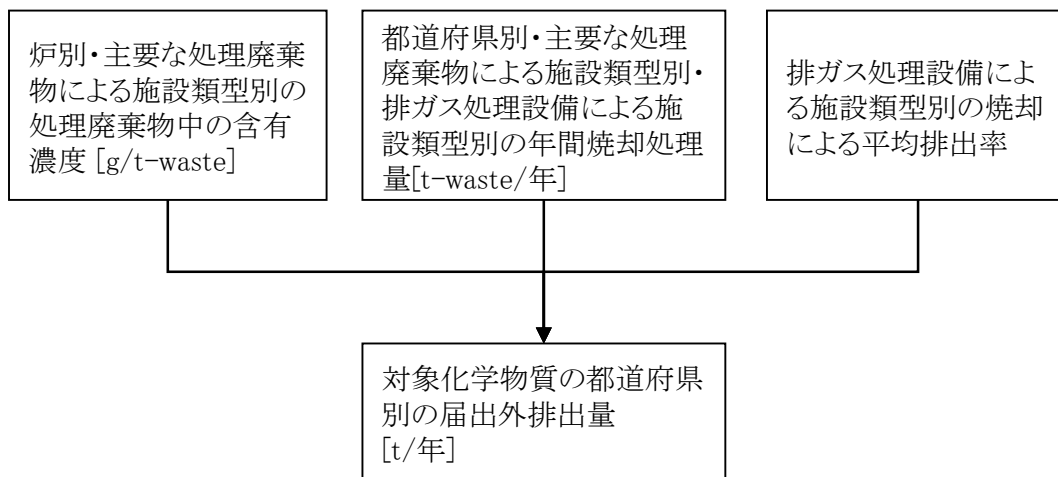 炉別・主要な処理廃棄
物による施設類型別の
処理廃棄物中の含有
濃度 [g/t-waste]
都道府県別・主要な処理
廃棄物による施設類型別・
排ガス処理設備による施
設類型別の年間焼却処理
量[t-waste/年]
排ガス処理設備によ
る施設類型別の焼却
による平均排出率
対象化学物質の都道府県
別の届出外排出量
[t/年]